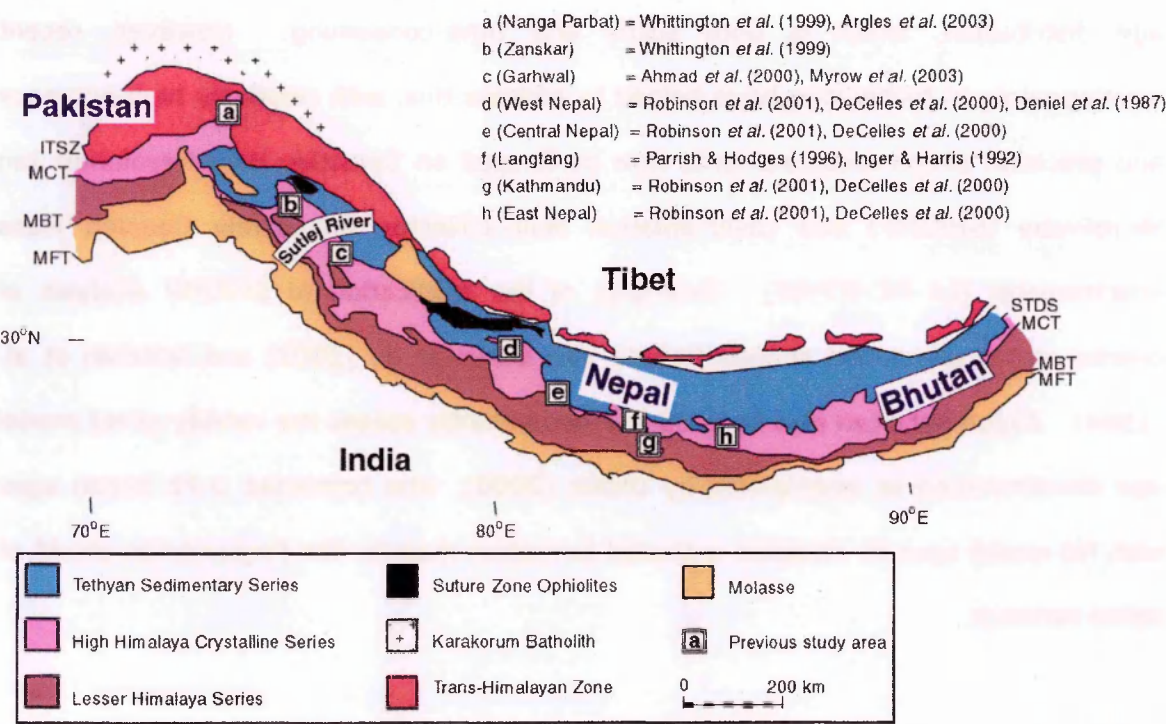 a (Nanga Parbat) = Whittington et al. (1999), Argles et al. (2003)
b (Zanskar) = Whittington et al. (1999)
c (Garhwal) = Ahmad et al. (2000), Myrow et al. (2003)
d (West Nepal) = Robinson et al. (2001), DeCelles et al. (2000), Deniel et al. (1987)
e (Central Nepal) = Robinson et al. (2001), DeCelles et al. (2000)
f (Langtang) = Parrish & Hodges (1996), Inger & Harris (1992)
g (Kathmandu) = Robinson et al. (2001), DeCelles et al. (2000)
h (East Nepal) = Robinson et al. (2001), DeCelles et al. (2000)
Pakistan
a
ITSZ
MCT
MBT
MFT
b
Sutlej River
c
Tibet
30°N
d
e
Nepal
f
g
h
Bhutan
STDS
MCT
MBT
MFT
India
70°E
80°E
90°E
Tethyan Sedimentary Series
Suture Zone Ophiolites
Molasse
High Himalaya Crystalline Series
Karakorum Batholith
a Previous study area
Lesser Himalaya Series
Trans-Himalayan Zone
0 200 km